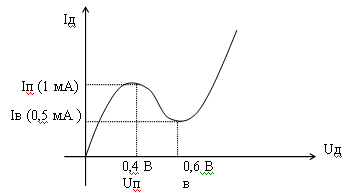 Iд
Iп (1 мА)
Iв (0,5 мА )
Uд
0,4 В 0,6 В
Uп в